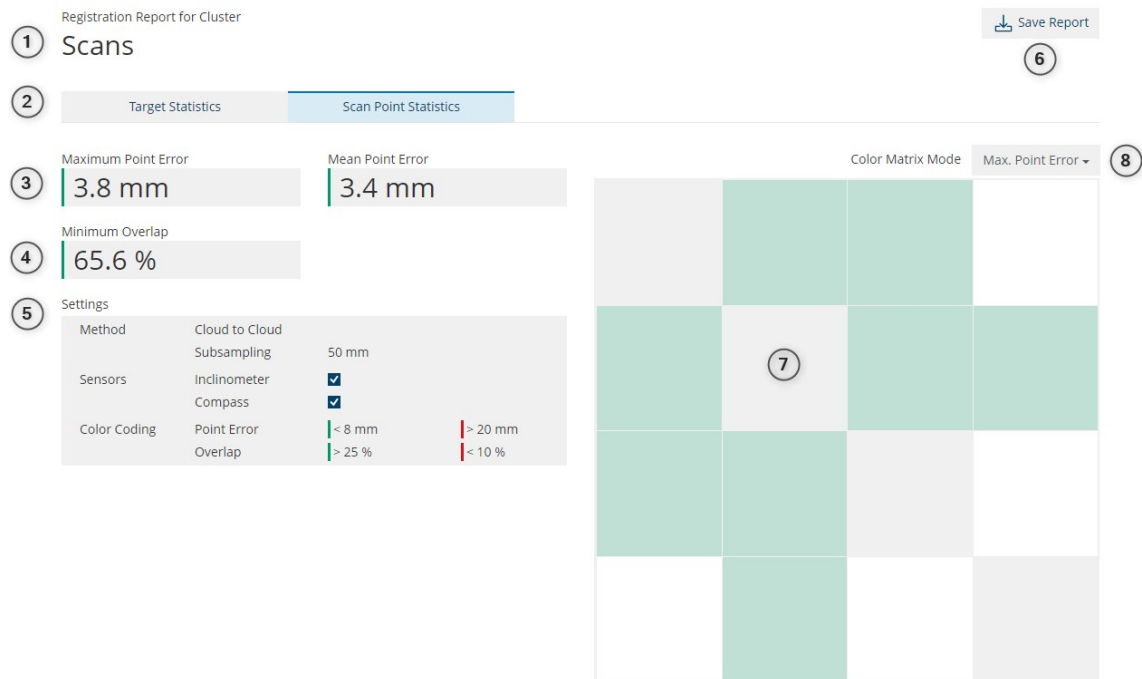 Registration Report for Cluster
1 Scans
Save Report
6
2 Target Statistics Scan Point Statistics
Maximum Point Error Mean Point Error Color Matrix Mode Max. Point Error
3 3.8 mm 3.4 mm 8
Minimum Overlap
4 65.6 %
5 Settings
Method Cloud to Cloud
Subsampling 50 mm
Sensors Inclinometer
Compass
Color Coding Point Error < 8 mm > 20 mm
Overlap > 25 % < 10 %
7